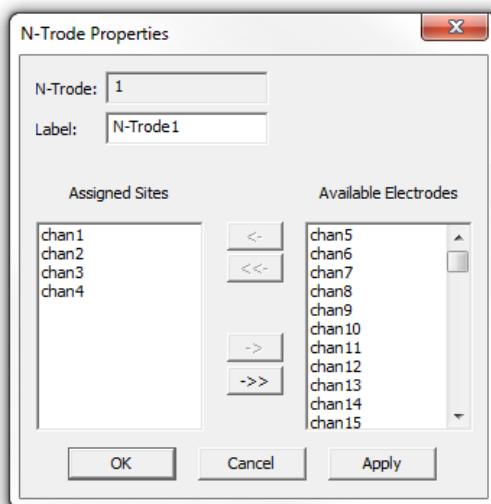 N-Trode Properties
N-Trode: 1
Label: N-Trode1
Assigned Sites
Available Electrodes
chan1
chan2
chan3
chan4
<-
<<-
->
->>
chan5
chan6
chan7
chan8
chan9
chan10
chan11
chan12
chan13
chan14
chan15
OK
Cancel
Apply